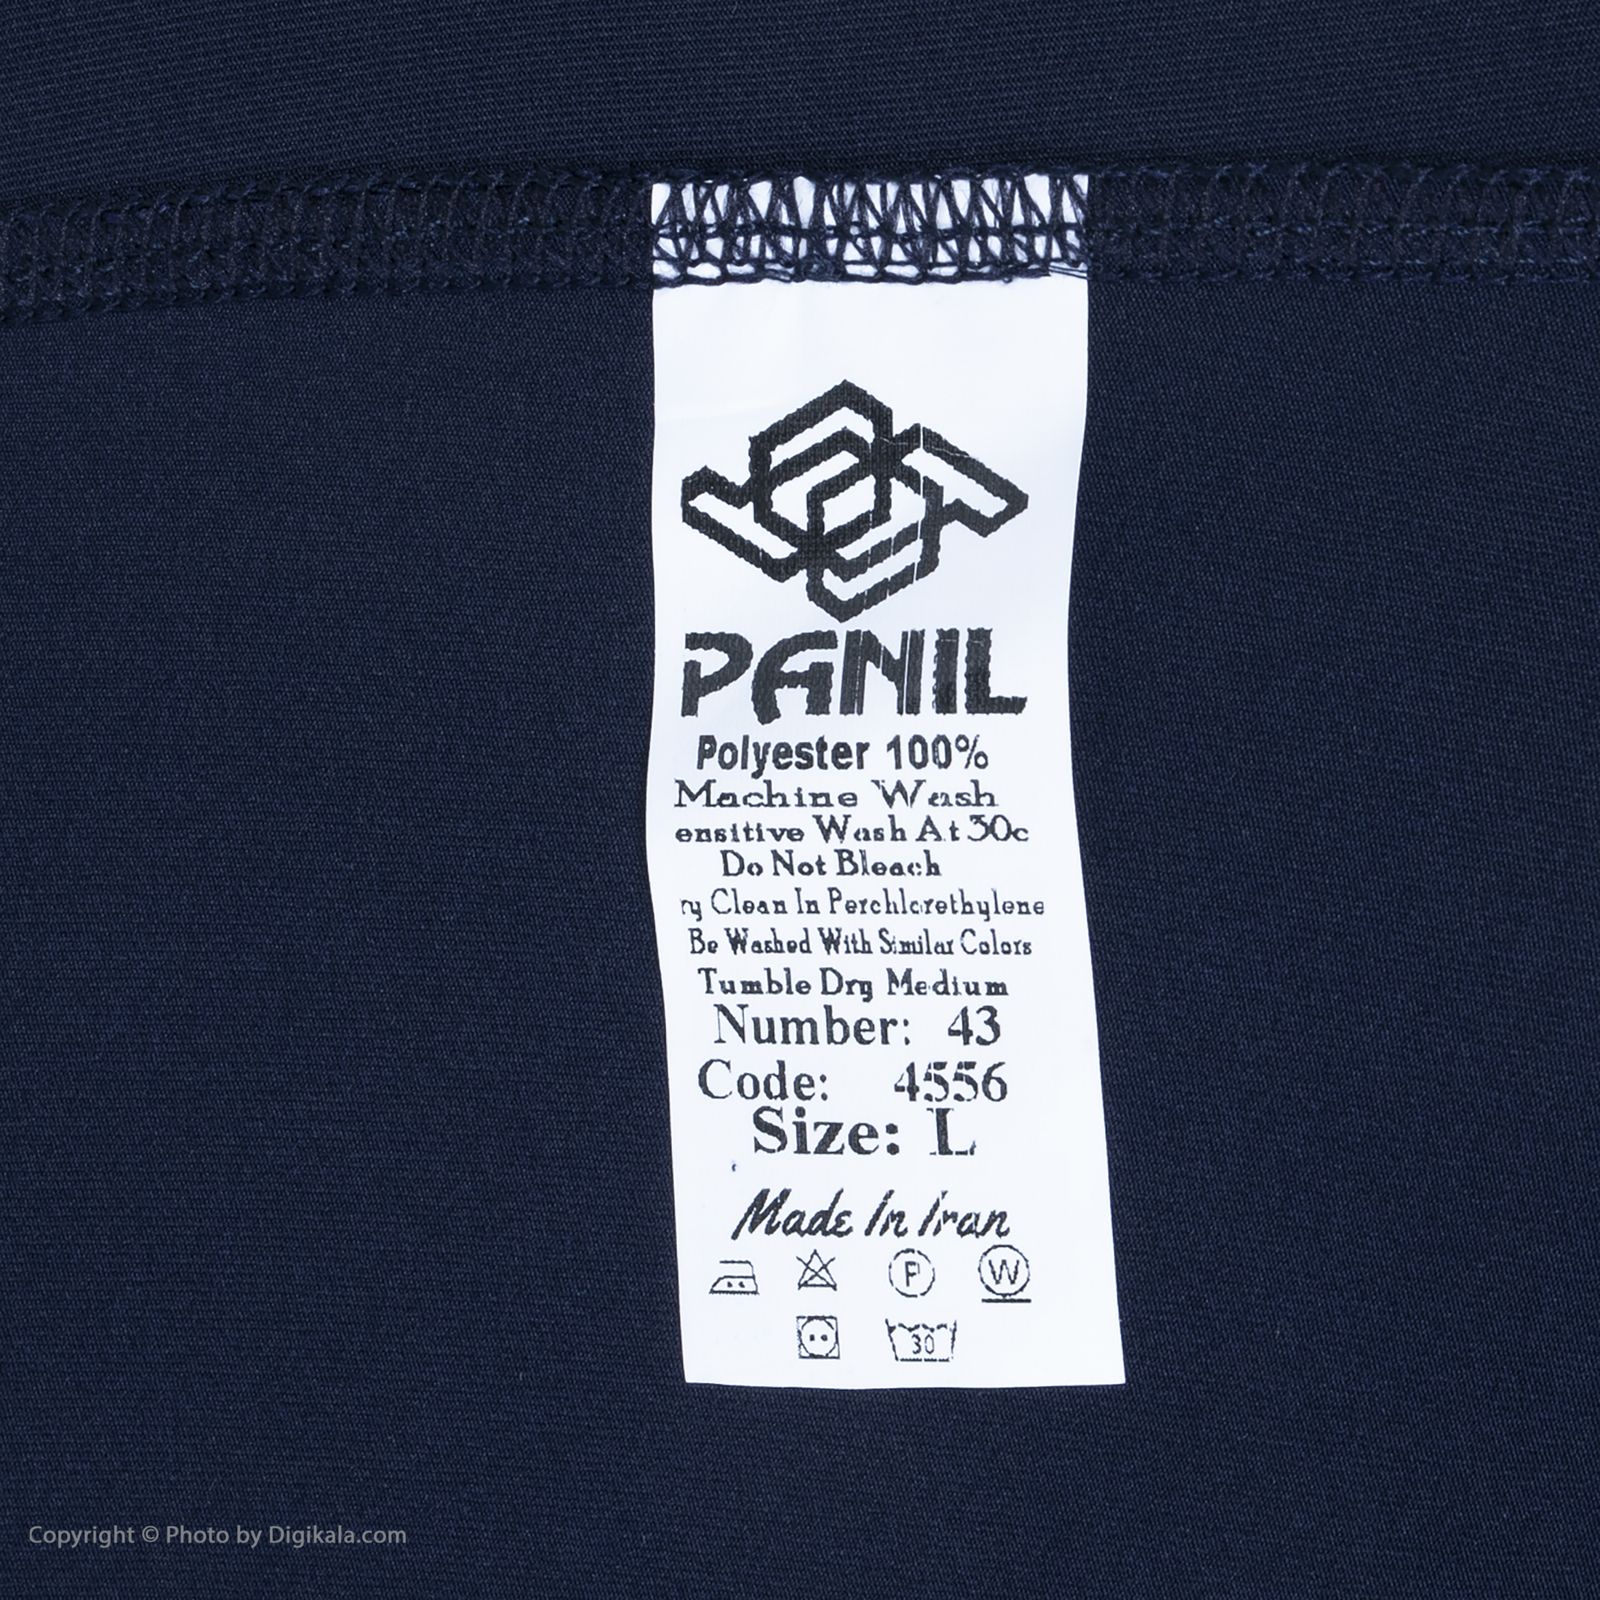 PANIL
Polyester 100%
Machine Wash
ensitive Wash At 30c
Do Not Bleach
ry Clean In Perchlorethylene
Be Washed With Similar Colors
Tumble Dry Medium
Number: 43
Code: 4556
Size: L
Made In Iran
P W
30
Copyright © Photo by Digikala.com